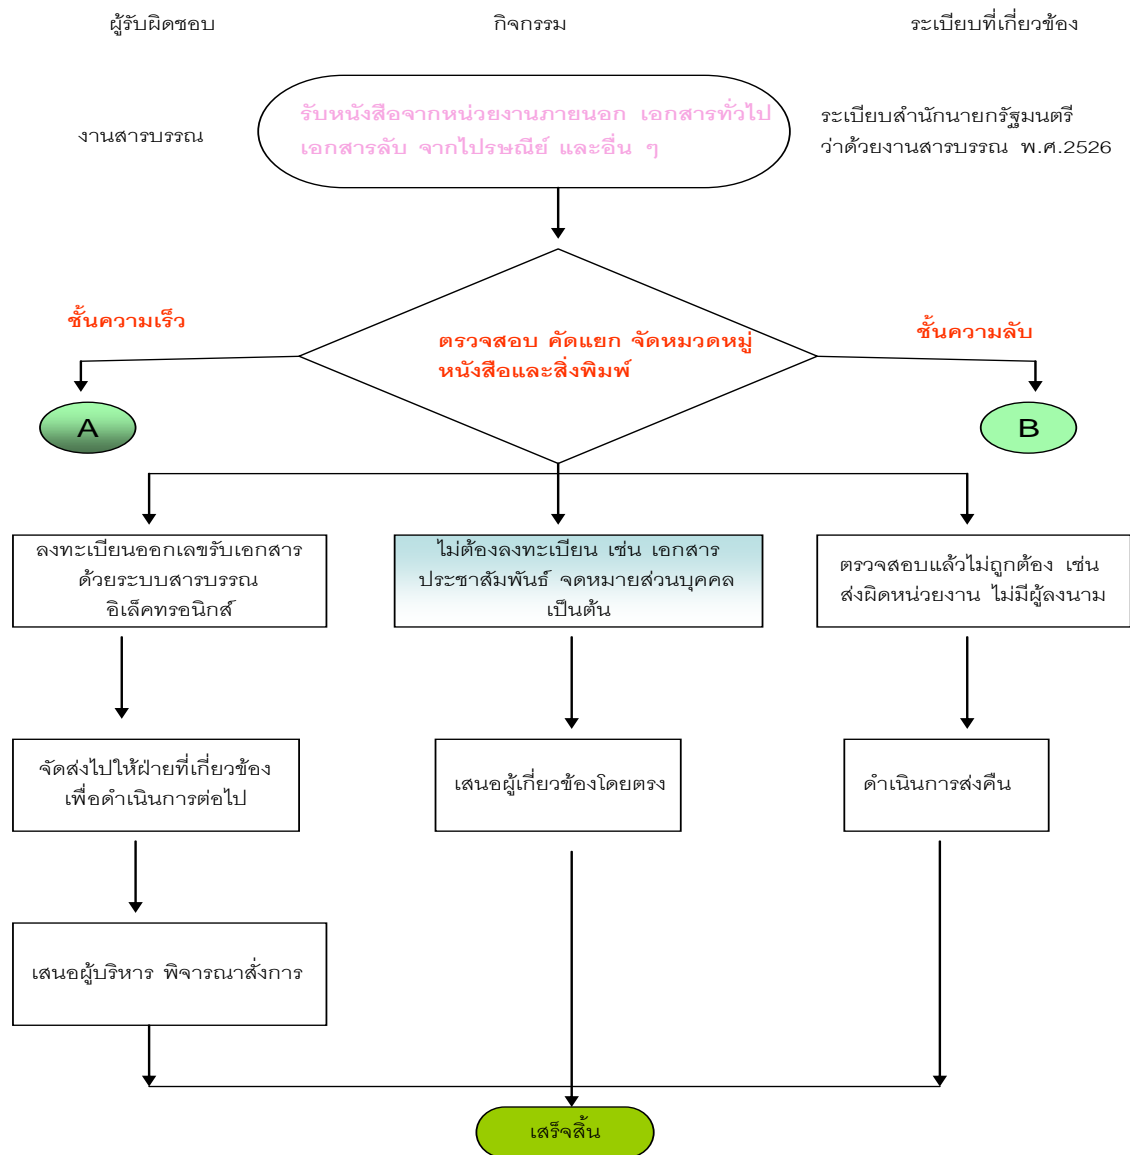 ผู้รับผิดชอบ
กิจกรรม
ระเบียบที่เกี่ยวข้อง
งานสารบรรณ
รับหนังสือจากหน่วยงานภายนอก เอกสารทั่วไป
เอกสารลับ จากไปรษณีย์ และอื่น ๆ
ระเบียบสำนักนายกรัฐมนตรี
ว่าด้วยงานสารบรรณ พ.ศ.2526
ชั้นความเร็ว
ตรวจสอบ คัดแยก จัดหมวดหมู่
หนังสือและสิ่งพิมพ์
ชั้นความลับ
A
B
ลงทะเบียนออกเลขรับเอกสาร
ด้วยระบบสารบรรณ
อิเล็คทรอนิกส์
ไม่ต้องลงทะเบียน เช่น เอกสาร
ประชาสัมพันธ์ จดหมายส่วนบุคคล
เป็นต้น
ตรวจสอบแล้วไม่ถูกต้อง เช่น
ส่งผิดหน่วยงาน ไม่มีผู้ลงนาม
จัดส่งไปให้ฝ่ายที่เกี่ยวข้อง
เพื่อดำเนินการต่อไป
เสนอผู้เกี่ยวข้องโดยตรง
ดำเนินการส่งคืน
เสนอผู้บริหาร พิจารณาสั่งการ
เสร็จสิ้น